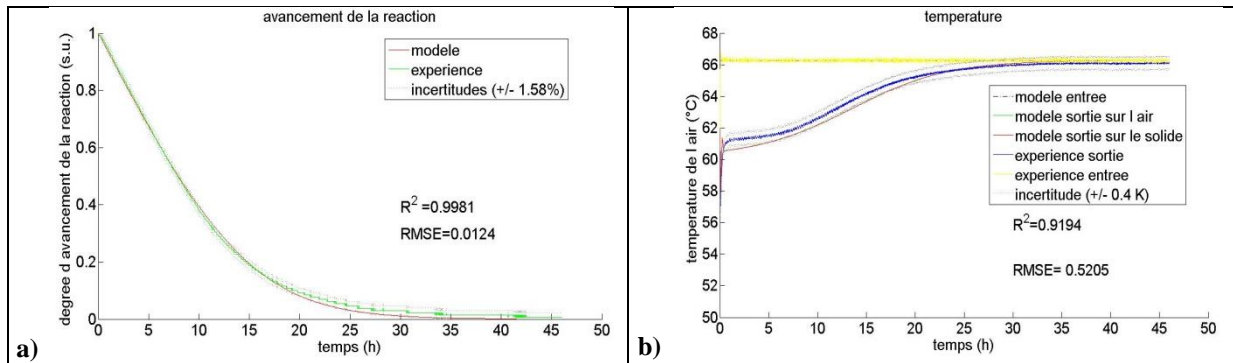 avancement de la reaction
degree d avancement de la reaction (s.u.)
1
0.8
0.6
0.4
0.2
0
modele
experience
incertitudes (+/- 1.58%)
R² =0.9981
RMSE=0.0124
0 5 10 15 20 25 30 35 40 45 50
temps (h)
a)
temperature
temperature de l air (°C)
68
66
64
62
60
58
56
54
52
50
modele entree
modele sortie sur l air
modele sortie sur le solide
experience sortie
experience entree
incertitude (+/- 0.4 K)
R²=0.9194
RMSE= 0.5205
0 5 10 15 20 25 30 35 40 45 50
temps (h)
b)